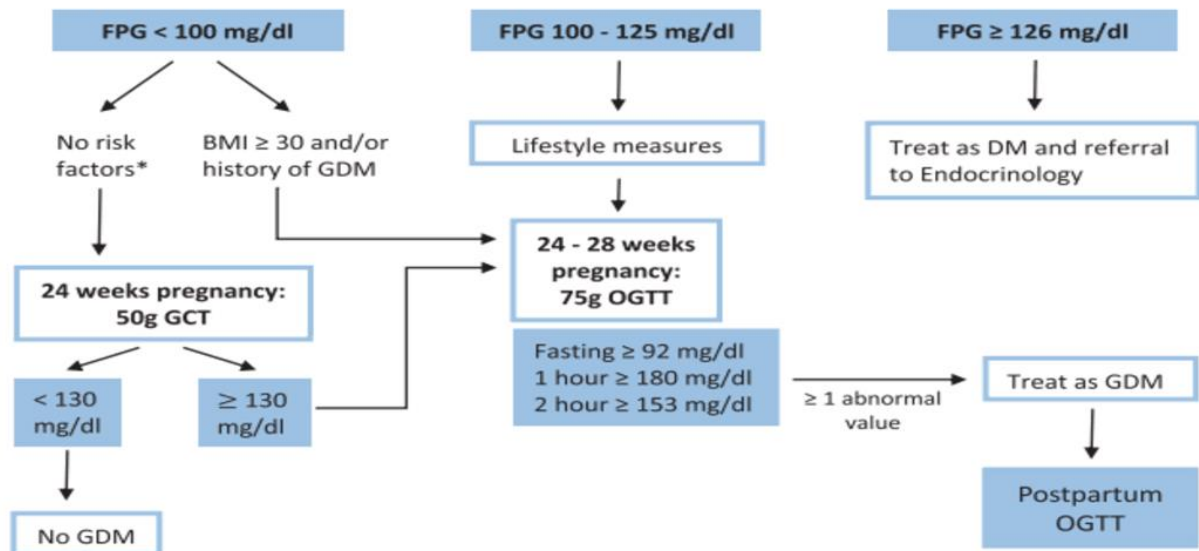 FPG < 100 mg/dl
FPG 100 - 125 mg/dl
FPG ≥ 126 mg/dl
No risk
factors*
BMI ≥ 30 and/or
history of GDM
Lifestyle measures
Treat as DM and referral
to Endocrinology
24 weeks pregnancy:
50g GCT
24 - 28 weeks
pregnancy:
75g OGTT
< 130
mg/dl
≥ 130
mg/dl
Fasting ≥ 92 mg/dl
1 hour ≥ 180 mg/dl
2 hour ≥ 153 mg/dl
≥ 1 abnormal
value
Treat as GDM
No GDM
Postpartum
OGTT